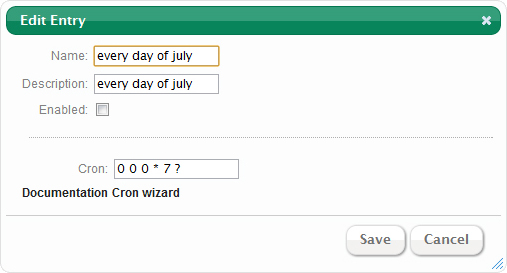 Edit Entry
Name: every day of july
Description: every day of july
Enabled:
Cron: 0 0 0 * 7 ?
Documentation Cron wizard
Save Cancel